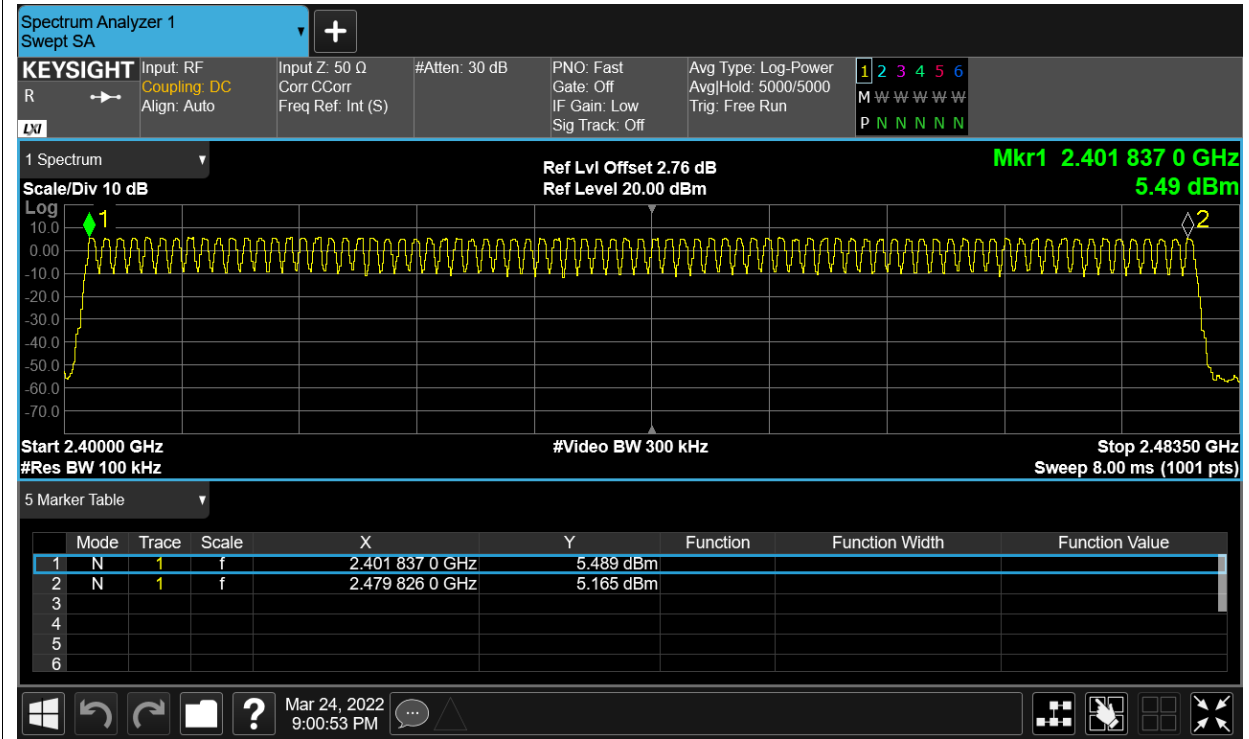 Spectrum Analyzer 1
Swept SA
+
KEYSIGHT Input: RF Input Z: 50 Ω #Atten: 30 dB PNO: Fast Avg Type: Log-Power 1 2 3 4 5 6
R Coupling: DC Corr CCorr Gate: Off Avg|Hold: 5000/5000 M W W W W W W
Align: Auto Freq Ref: Int (S) IF Gain: Low Trig: Free Run
LXI Sig Track: Off P N N N N N N
1 Spectrum Ref Lvl Offset 2.76 dB Mkr1 2.401 837 0 GHz
Scale/Div 10 dB Ref Level 20.00 dBm 5.49 dBm
Log
1 2
10.0
0.00
-10.0
-20.0
-30.0
-40.0
-50.0
-60.0
-70.0
Start 2.40000 GHz #Video BW 300 kHz Stop 2.48350 GHz
#Res BW 100 kHz Sweep 8.00 ms (1001 pts)
5 Marker Table
Mode Trace Scale X Y Function Function Width Function Value
1 N 1 f 2.401 837 0 GHz 5.489 dBm
2 N 1 f 2.479 826 0 GHz 5.165 dBm
3
4
5
6
? Mar 24, 2022
9:00:53 PM